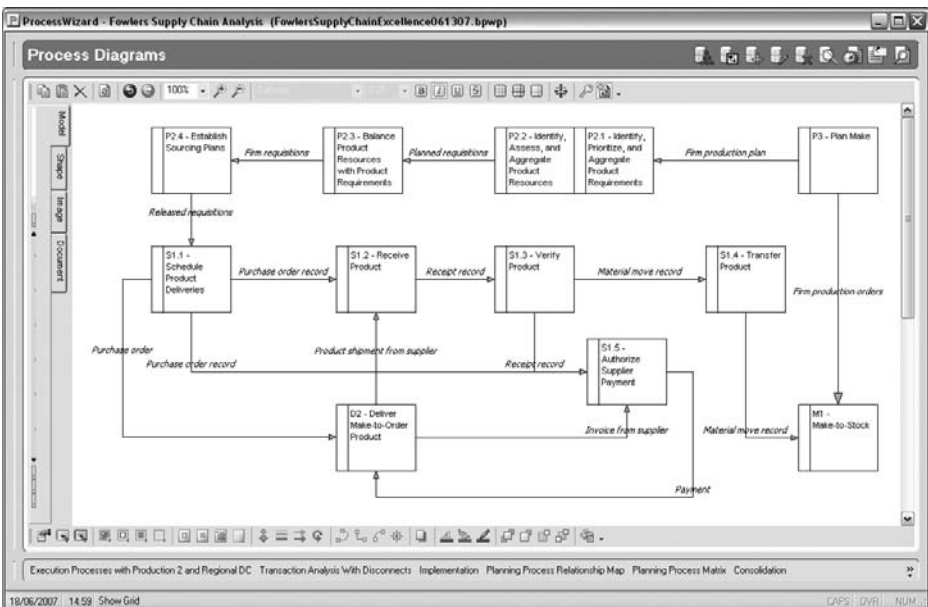 ProcessWizard - Fowlers Supply Chain Analysis (FowlersSupplyChainExcellence061307.bpwp)
Process Diagrams
100%
B I U S
Model
Shape
Image
Document
P2.4 - Establish
Sourcing Plans
Firm requisitions
P2.3 - Balance
Product
Resources
with Product
Requirements
Planned requisitions
P2.2 - Identify,
Assess, and
Aggregate
Product
Resources
P2.1 - Identify,
Prioritize, and
Aggregate
Product
Requirements
Firm production plan
P3 - Plan Make
Released requisitions
S1.1 -
Schedule
Product
Deliveries
Purchase order record
S1.2 - Receive
Product
Receipt record
S1.3 - Verify
Product
Material move record
S1.4 - Transfer
Product
Firm production orders
Purchase order
Purchase order record
Product shipment from supplier
Receipt record
S1.5 -
Authorize
Supplier
Payment
D2 - Deliver
Make-to-Order
Product
Invoice from supplier
Material move record
M1 -
Make-to-Stock
Payment
Execution Processes with Production 2 and Regional DC Transaction Analysis With Disconnects Implementation Planning Process Relationship Map Planning Process Matrix Consolidation
18/06/2007 14:59 Show Grid
CAPS OVR NUM